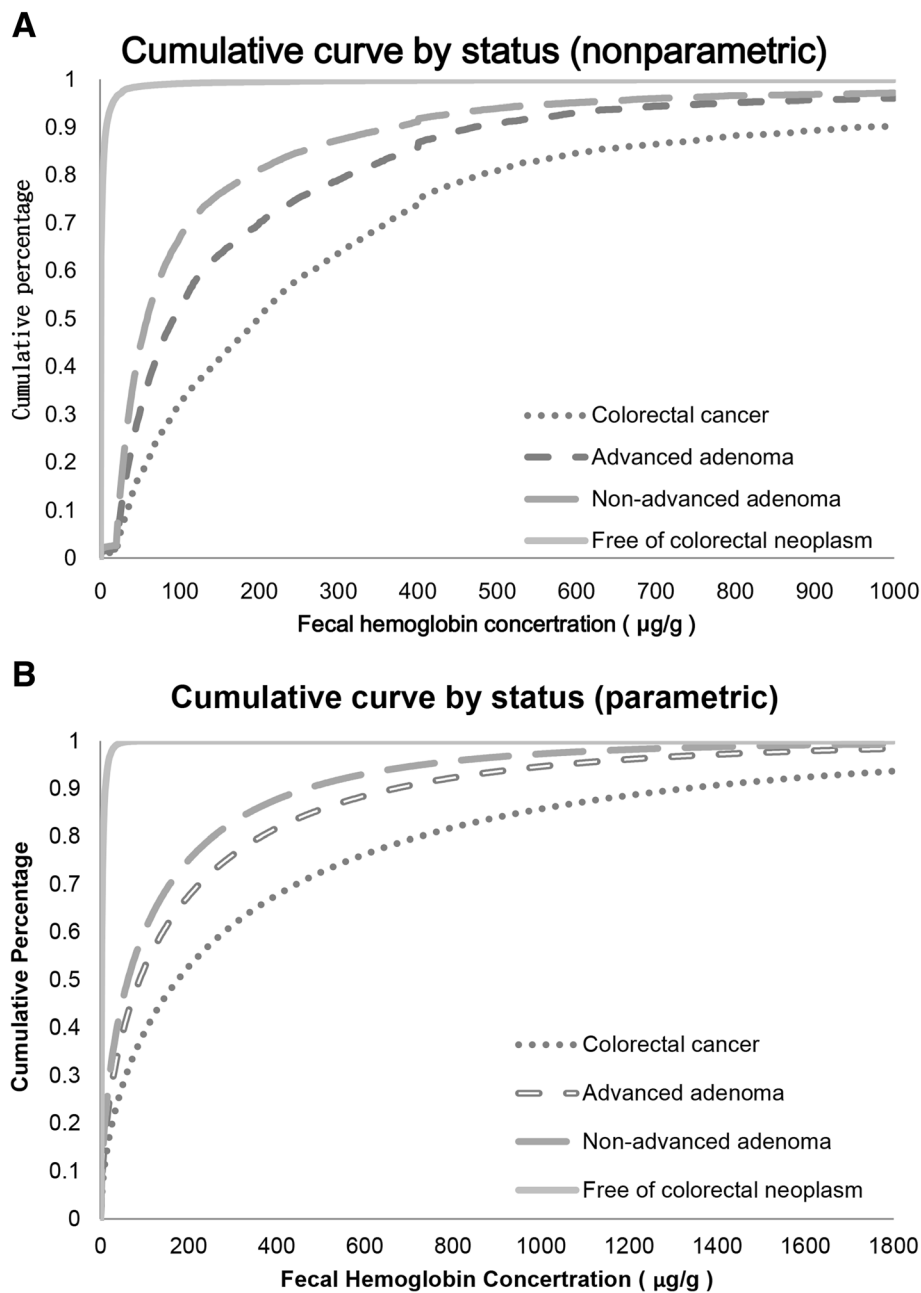 A
Cumulative curve by status (nonparametric)
1
0.9
0.8
0.7
0.6
0.5
0.4
0.3
0.2
0.1
0
Cumulative percentage
Colorectal cancer
Advanced adenoma
Non-advanced adenoma
Free of colorectal neoplasm
0 100 200 300 400 500 600 700 800 900 1000
Fecal hemoglobin concertration ( μg/g )
B
Cumulative curve by status (parametric)
1
0.9
0.8
0.7
0.6
0.5
0.4
0.3
0.2
0.1
0
Cumulative Percentage
Colorectal cancer
Advanced adenoma
Non-advanced adenoma
Free of colorectal neoplasm
0 200 400 600 800 1000 1200 1400 1600 1800
Fecal Hemoglobin Concertration ( μg/g )